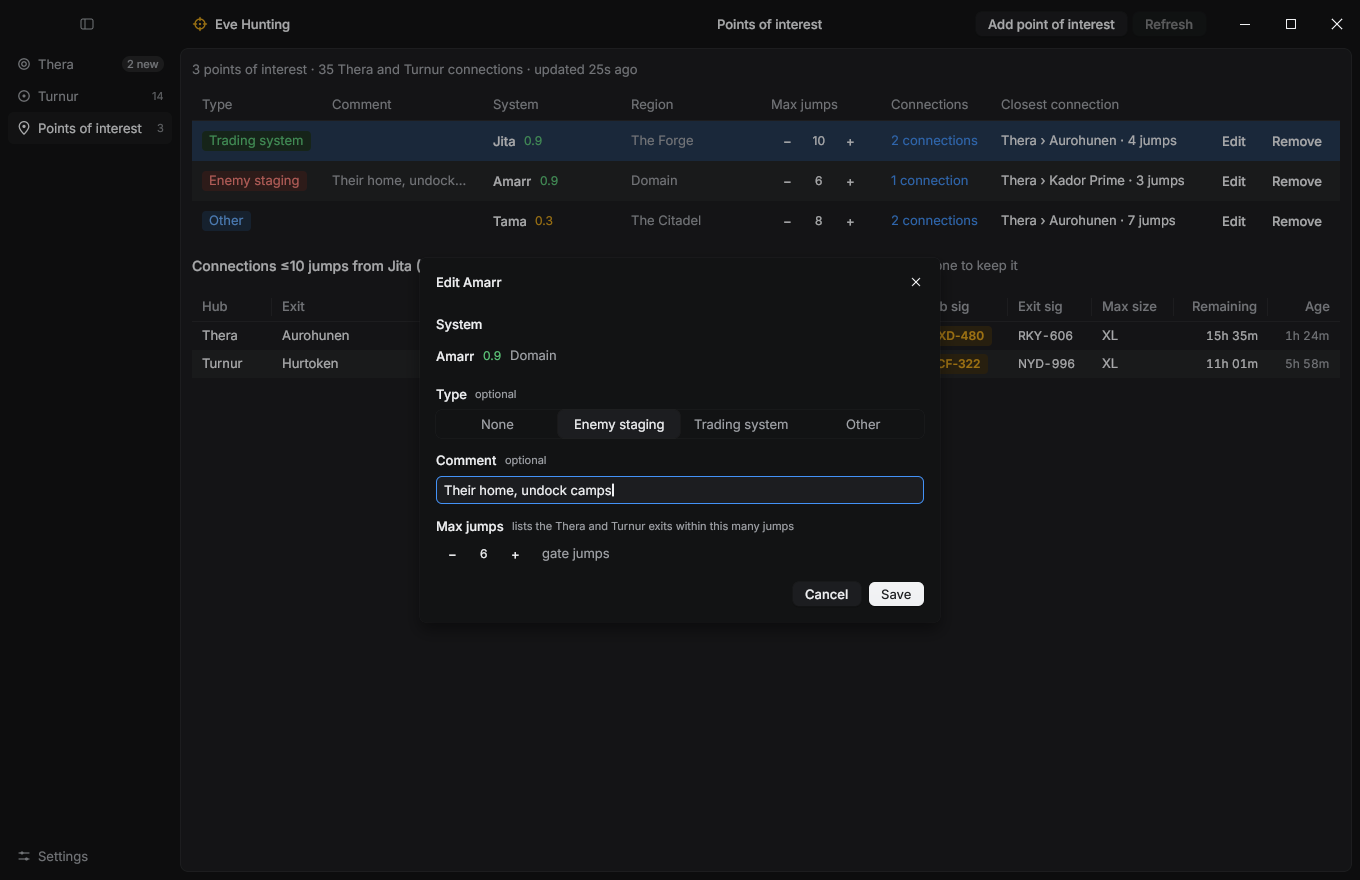 Eve Hunting Points of interest Add point of interest Refresh
Thera 2 new
Turnur 14
Points of interest 3
3 points of interest · 35 Thera and Turnur connections · updated 25s ago
Type Comment System Region Max jumps Connections Closest connection
Trading system Jita 0.9 The Forge – 10 + 2 connections Thera › Aurohunen · 4 jumps Edit Remove
Enemy staging Their home, undock... Amarr 0.9 Domain – 6 + 1 connection Thera › Kador Prime · 3 jumps Edit Remove
Other Tama 0.3 The Citadel – 8 + 2 connections Thera › Aurohunen · 7 jumps Edit Remove
Connections ≤10 jumps from Jita ( to keep it
Hub Exit sig Exit sig Max size Remaining Age
Thera Aurohunen RKY-606 XL 15h 35m 1h 24m
Turnur Hurtoken NYD-996 XL 11h 01m 5h 58m
Edit Amarr
System
Amarr 0.9 Domain
Type optional
None Enemy staging Trading system Other
Comment optional
Their home, undock camps
Max jumps lists the Thera and Turnur exits within this many jumps
– 6 + gate jumps
Cancel Save
Settings